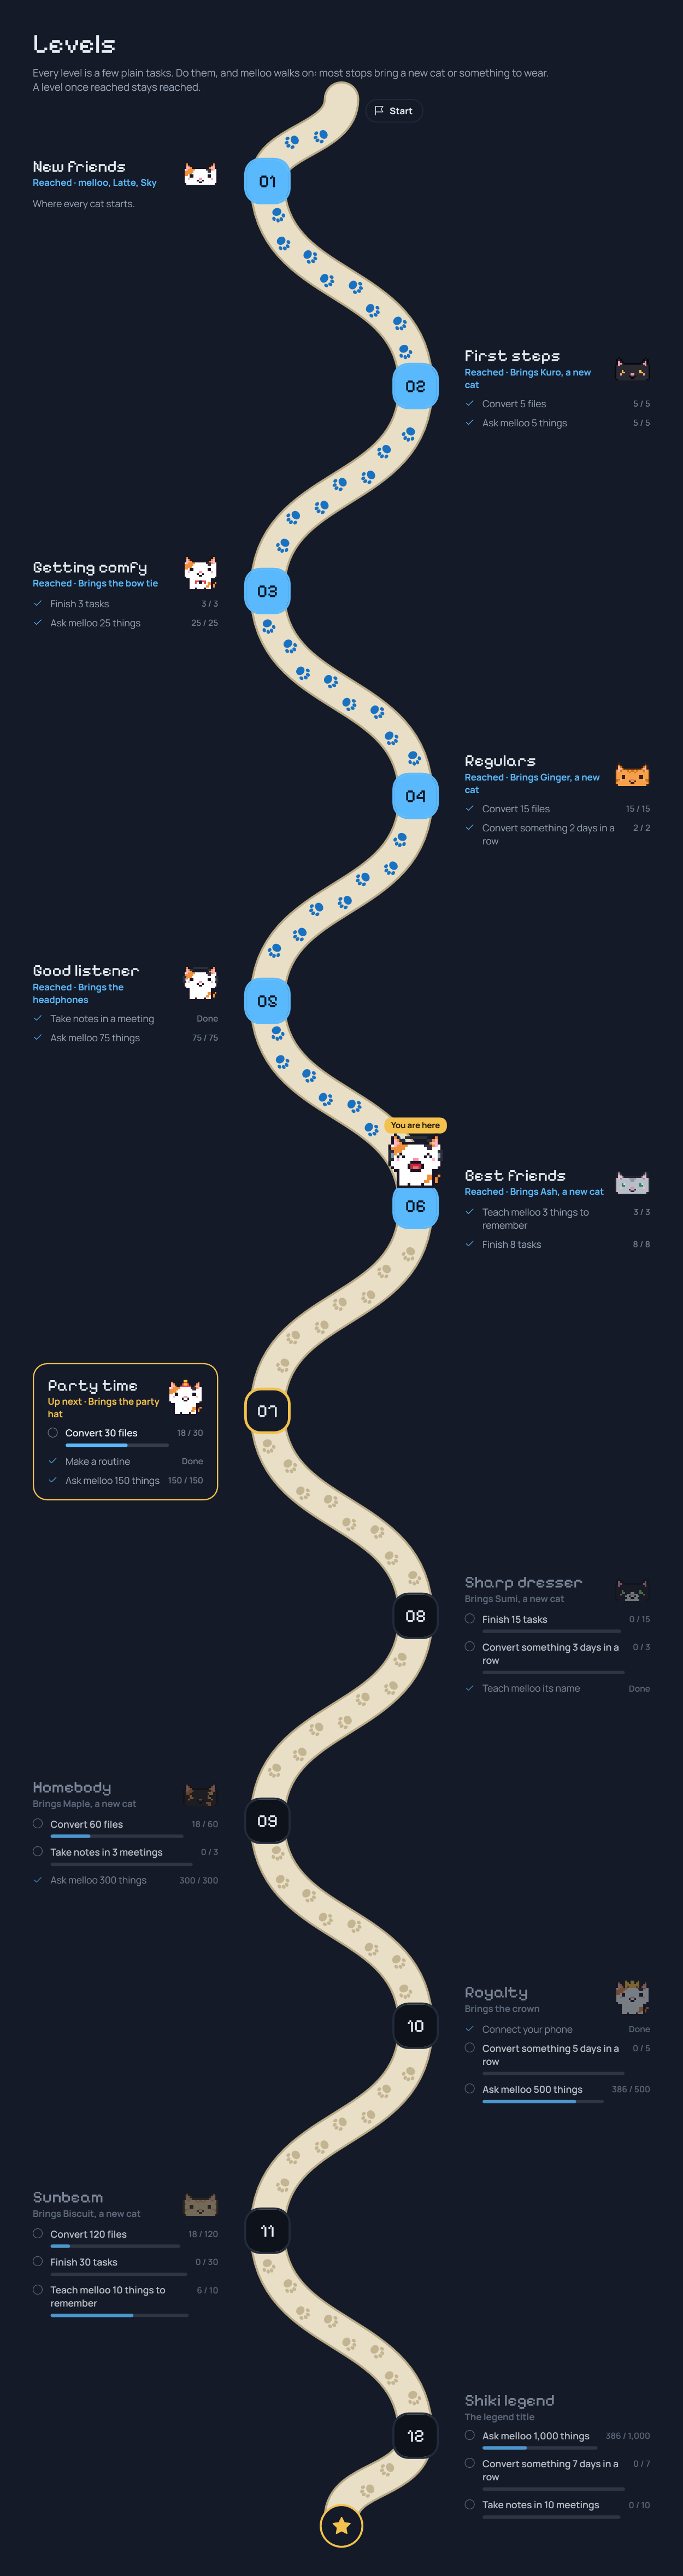 Levels
Every level is a few plain tasks. Do them, and melloo walks on: most stops bring a new cat or something to wear.
A level once reached stays reached.
Start
New friends
Reached · melloo, Latte, Sky
Where every cat starts.
01
First steps
Reached · Brings Kuro, a new
cat
Convert 5 files 5 / 5
Ask melloo 5 things 5 / 5
02
Getting comfy
Reached · Brings the bow tie
Finish 3 tasks 3 / 3
Ask melloo 25 things 25 / 25
03
Regulars
Reached · Brings Ginger, a new
cat
Convert 15 files 15 / 15
Convert something 2 days in a 2 / 2
row
04
Good listener
Reached · Brings the
headphones
Take notes in a meeting Done
Ask melloo 75 things 75 / 75
05
You are here
Best friends
Reached · Brings Ash, a new cat
Teach melloo 3 things to 3 / 3
remember
Finish 8 tasks 8 / 8
06
Party time
Up next · Brings the party
hat
Convert 30 files 18 / 30
Make a routine Done
Ask melloo 150 things 150 / 150
07
Sharp dresser
Brings Sumi, a new cat
Finish 15 tasks 0 / 15
Convert something 3 days in a 0 / 3
row
Teach melloo its name Done
08
Homebody
Brings Maple, a new cat
Convert 60 files 18 / 60
Take notes in 3 meetings 0 / 3
Ask melloo 300 things 300 / 300
09
Royalty
Brings the crown
Connect your phone Done
Convert something 5 days in a 0 / 5
row
Ask melloo 500 things 386 / 500
10
Sunbeam
Brings Biscuit, a new cat
Convert 120 files 18 / 120
Finish 30 tasks 0 / 30
Teach melloo 10 things to 6 / 10
remember
11
Shiki legend
The legend title
Ask melloo 1,000 things 386 / 1,000
Convert something 7 days in a 0 / 7
row
Take notes in 10 meetings 0 / 10
12